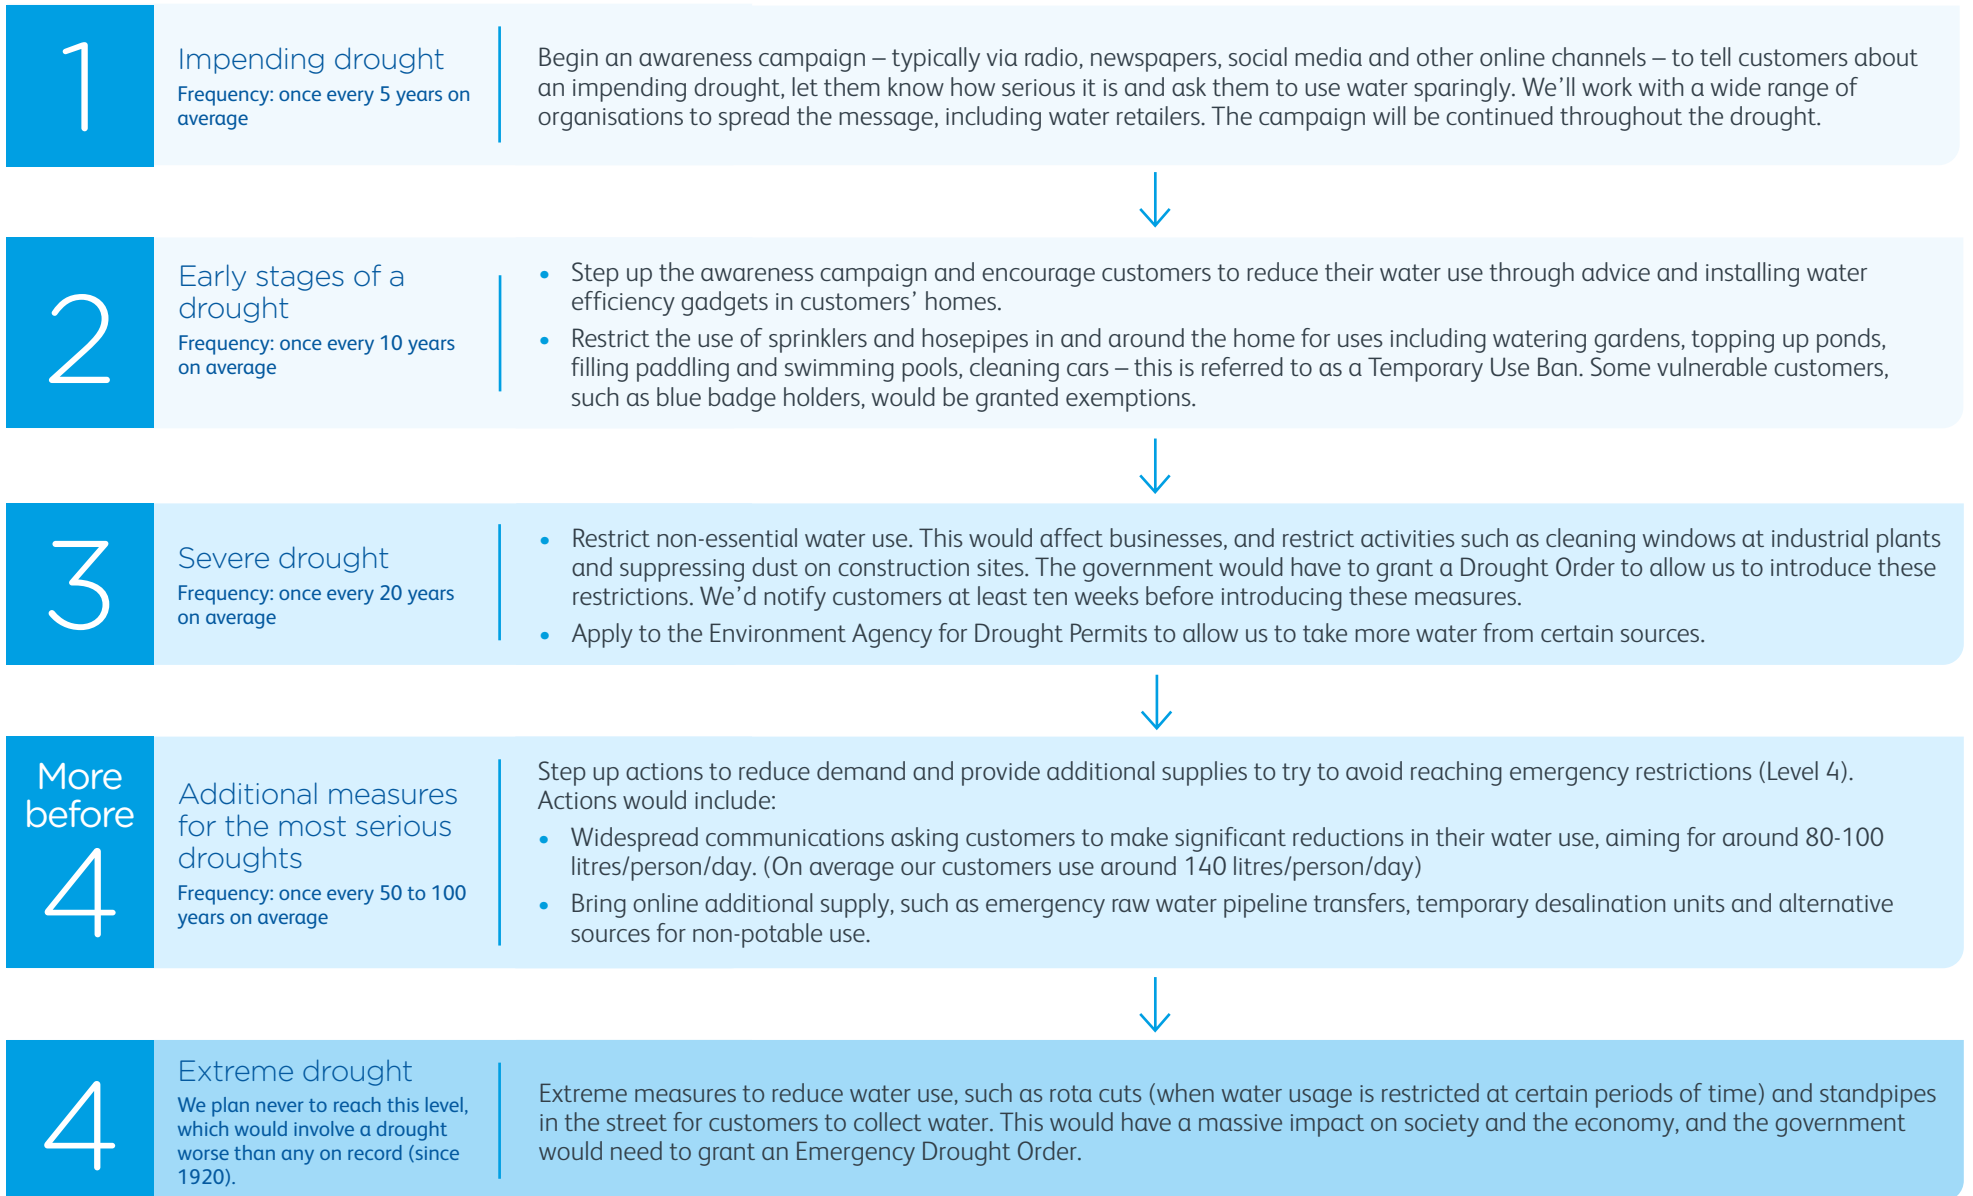 1
Impending drought
Frequency: once every 5 years on
average
Begin an awareness campaign – typically via radio, newspapers, social media and other online channels – to tell customers about
an impending drought, let them know how serious it is and ask them to use water sparingly. We’ll work with a wide range of
organisations to spread the message, including water retailers. The campaign will be continued throughout the drought.
2
Early stages of a
drought
Frequency: once every 10 years
on average
• Step up the awareness campaign and encourage customers to reduce their water use through advice and installing water
efficiency gadgets in customers’ homes.
• Restrict the use of sprinklers and hosepipes in and around the home for uses including watering gardens, topping up ponds,
filling paddling and swimming pools, cleaning cars – this is referred to as a Temporary Use Ban. Some vulnerable customers,
such as blue badge holders, would be granted exemptions.
3
Severe drought
Frequency: once every 20 years
on average
• Restrict non-essential water use. This would affect businesses, and restrict activities such as cleaning windows at industrial plants
and suppressing dust on construction sites. The government would have to grant a Drought Order to allow us to introduce these
restrictions. We’d notify customers at least ten weeks before introducing these measures.
• Apply to the Environment Agency for Drought Permits to allow us to take more water from certain sources.
More
before
4
Additional measures
for the most serious
droughts
Frequency: once every 50 to 100
years on average
Step up actions to reduce demand and provide additional supplies to try to avoid reaching emergency restrictions (Level 4).
Actions would include:
• Widespread communications asking customers to make significant reductions in their water use, aiming for around 80-100
litres/person/day. (On average our customers use around 140 litres/person/day)
• Bring online additional supply, such as emergency raw water pipeline transfers, temporary desalination units and alternative
sources for non-potable use.
4
Extreme drought
We plan never to reach this level,
which would involve a drought
worse than any on record (since
1920).
Extreme measures to reduce water use, such as rota cuts (when water usage is restricted at certain periods of time) and standpipes
in the street for customers to collect water. This would have a massive impact on society and the economy, and the government
would need to grant an Emergency Drought Order.